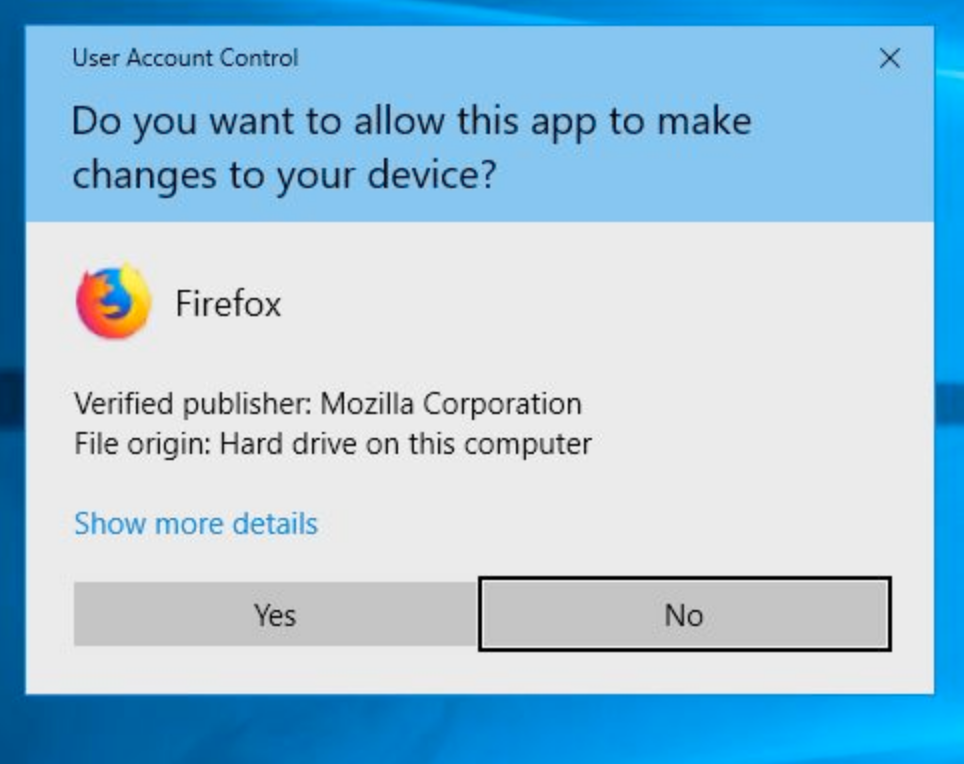 User Account Control
Do you want to allow this app to make
changes to your device?
Firefox
Verified publisher: Mozilla Corporation
File origin: Hard drive on this computer
Show more details
Yes
No